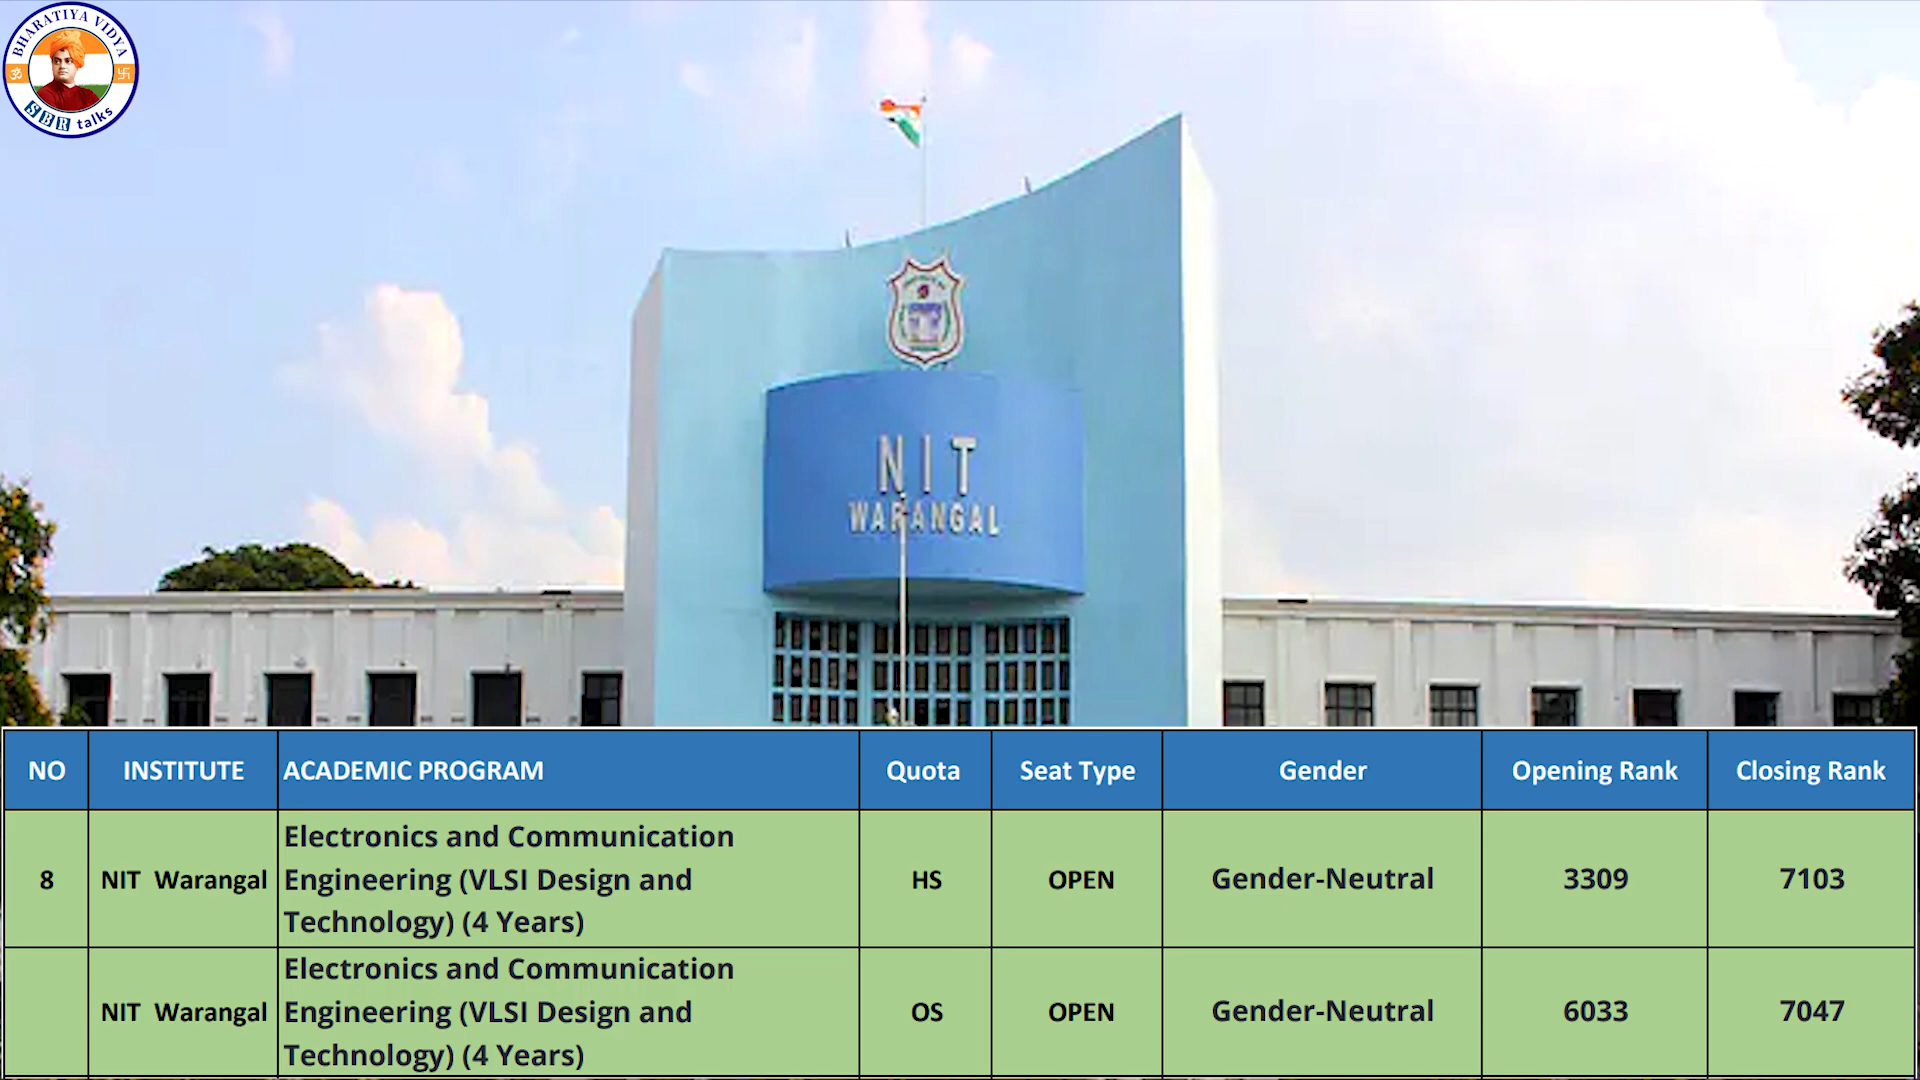 BHARATIYA VIDYA
SBR talks
NIT
WARANGAL
NO INSTITUTE ACADEMIC PROGRAM Quota Seat Type Gender Opening Rank Closing Rank
Electronics and Communication
8 NIT Warangal Engineering (VLSI Design and HS OPEN Gender-Neutral 3309 7103
Technology) (4 Years)
Electronics and Communication
NIT Warangal Engineering (VLSI Design and OS OPEN Gender-Neutral 6033 7047
Technology) (4 Years)